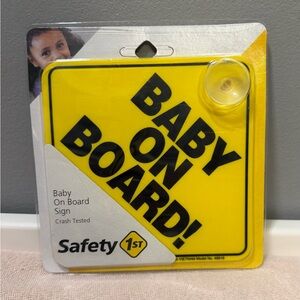 BABY
ON
BOARD!
Baby
On Board
Sign
Crash Tested
Safety 1ST